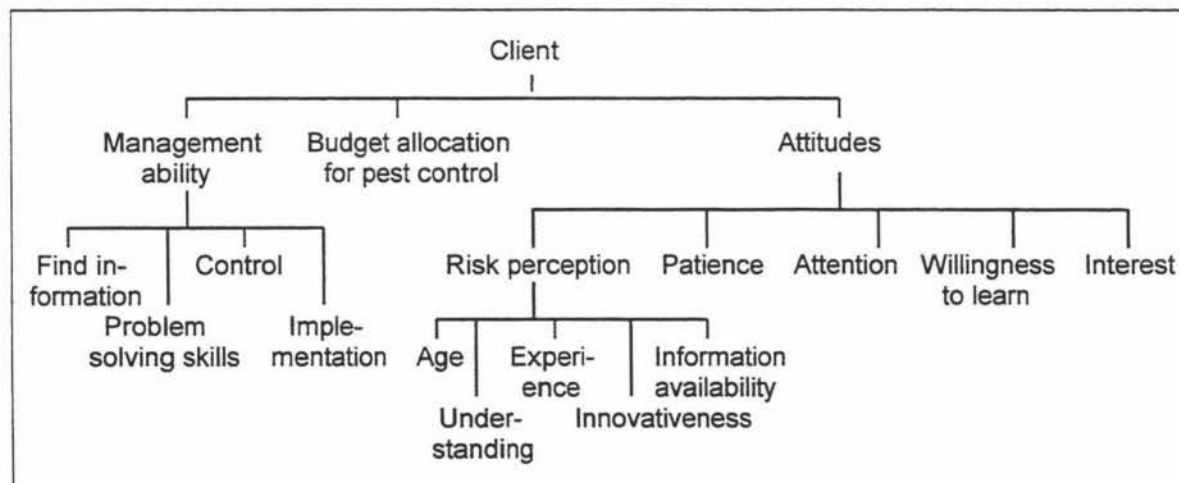 Client
Management
ability
Budget allocation
for pest control
Attitudes
Find in-
formation
Problem
solving skills
Control
Imple-
mentation
Risk perception
Patience
Attention
Willingness
to learn
Interest
Age
Under-
standing
Experi-
ence
Innovativeness
Information
availability